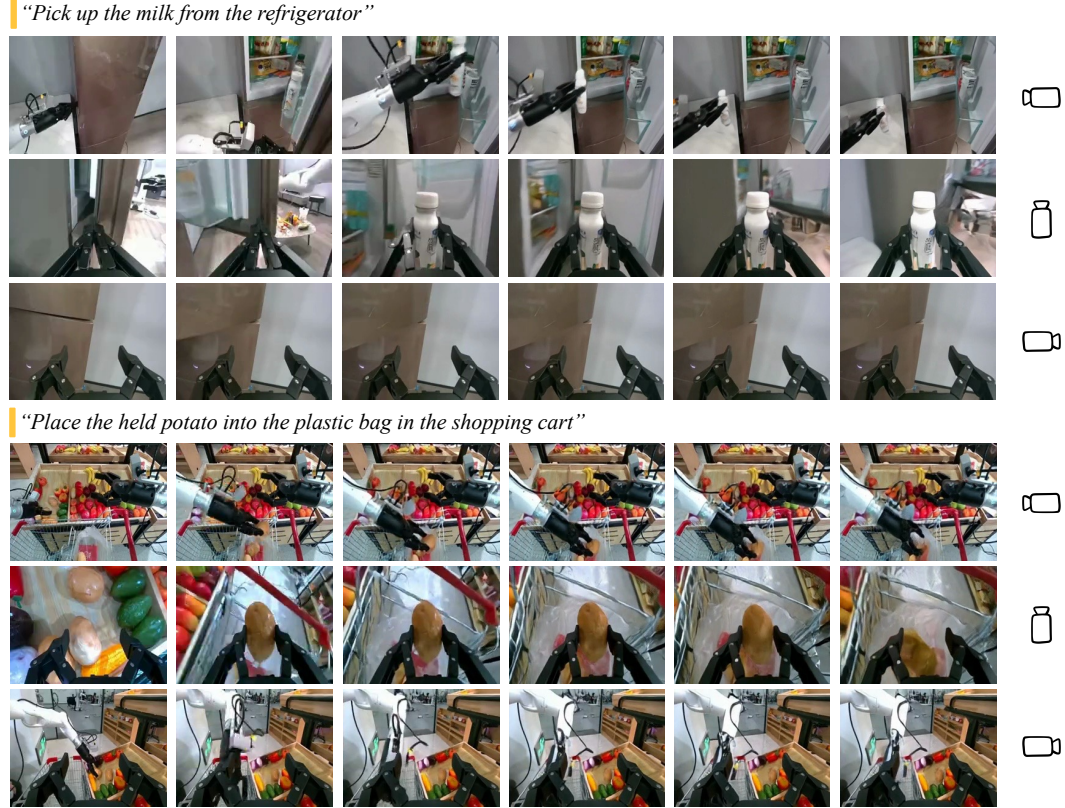 “Pick up the milk from the refrigerator”
“Place the held potato into the plastic bag in the shopping cart”